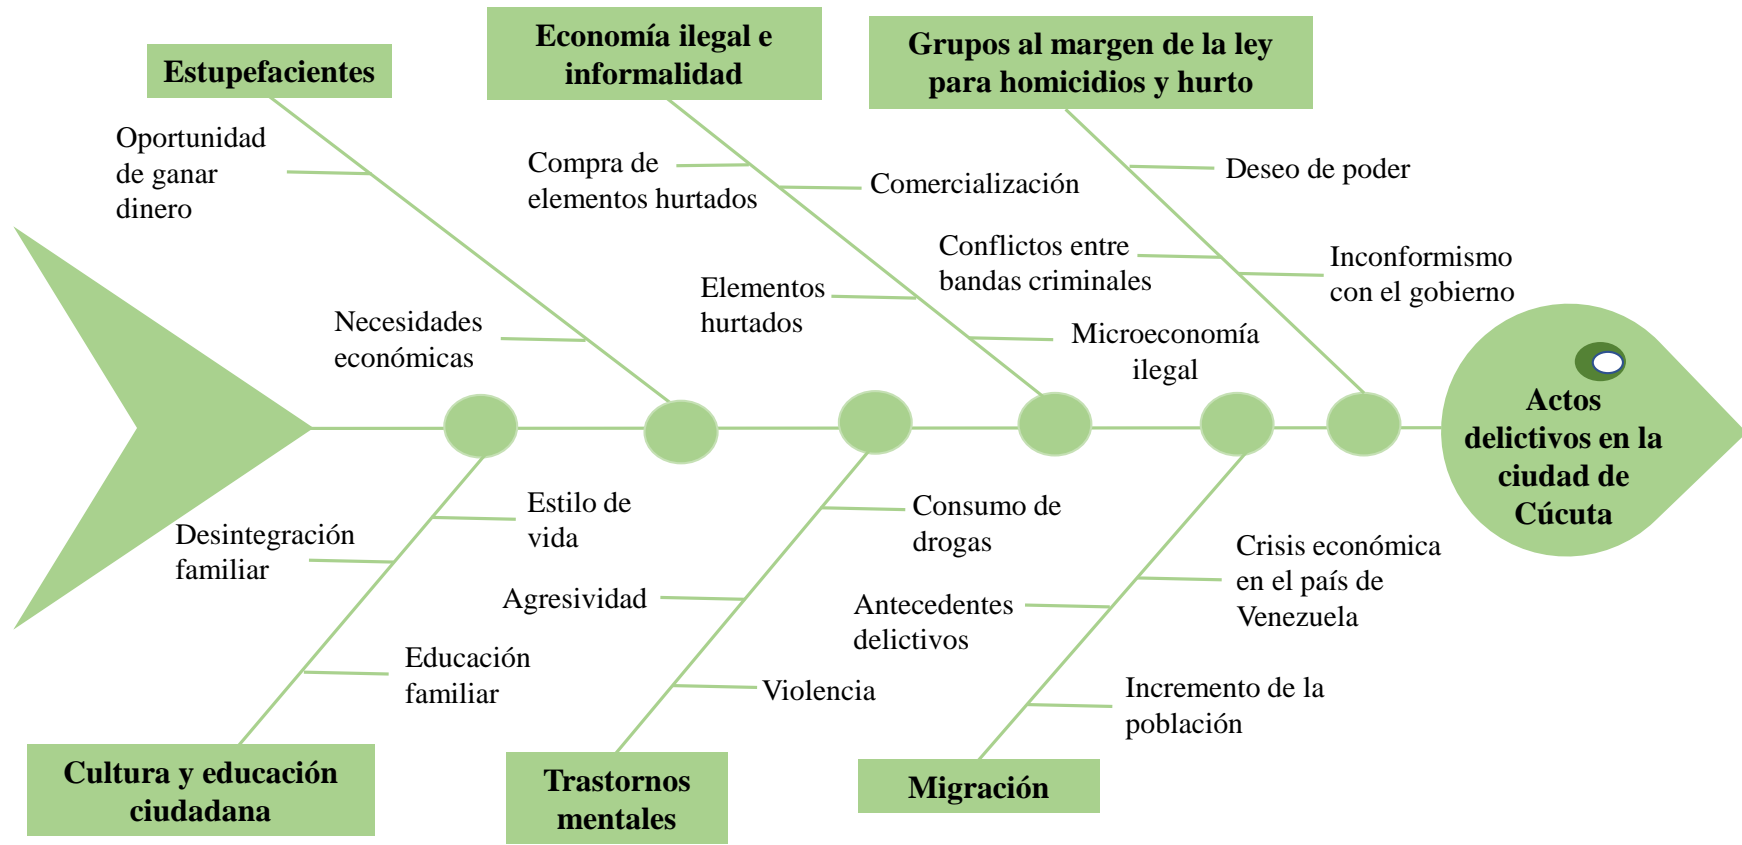 Estupefacientes
Economía ilegal e
informalidad
Grupos al margen de la ley
para homicidios y hurto
Oportunidad
de ganar
dinero
Necesidades
económicas
Compra de
elementos hurtados
Comercialización
Elementos
hurtados
Microeconomía
ilegal
Deseo de poder
Conflictos entre
bandas criminales
Inconformismo
con el gobierno
Actos
delictivos en la
ciudad de
Cúcuta
Estilo de
vida
Desintegración
familiar
Educación
familiar
Consumo de
drogas
Agresividad
Violencia
Crisis económica
en el país de
Venezuela
Antecedentes
delictivos
Incremento de la
población
Cultura y educación
ciudadana
Trastornos
mentales
Migración